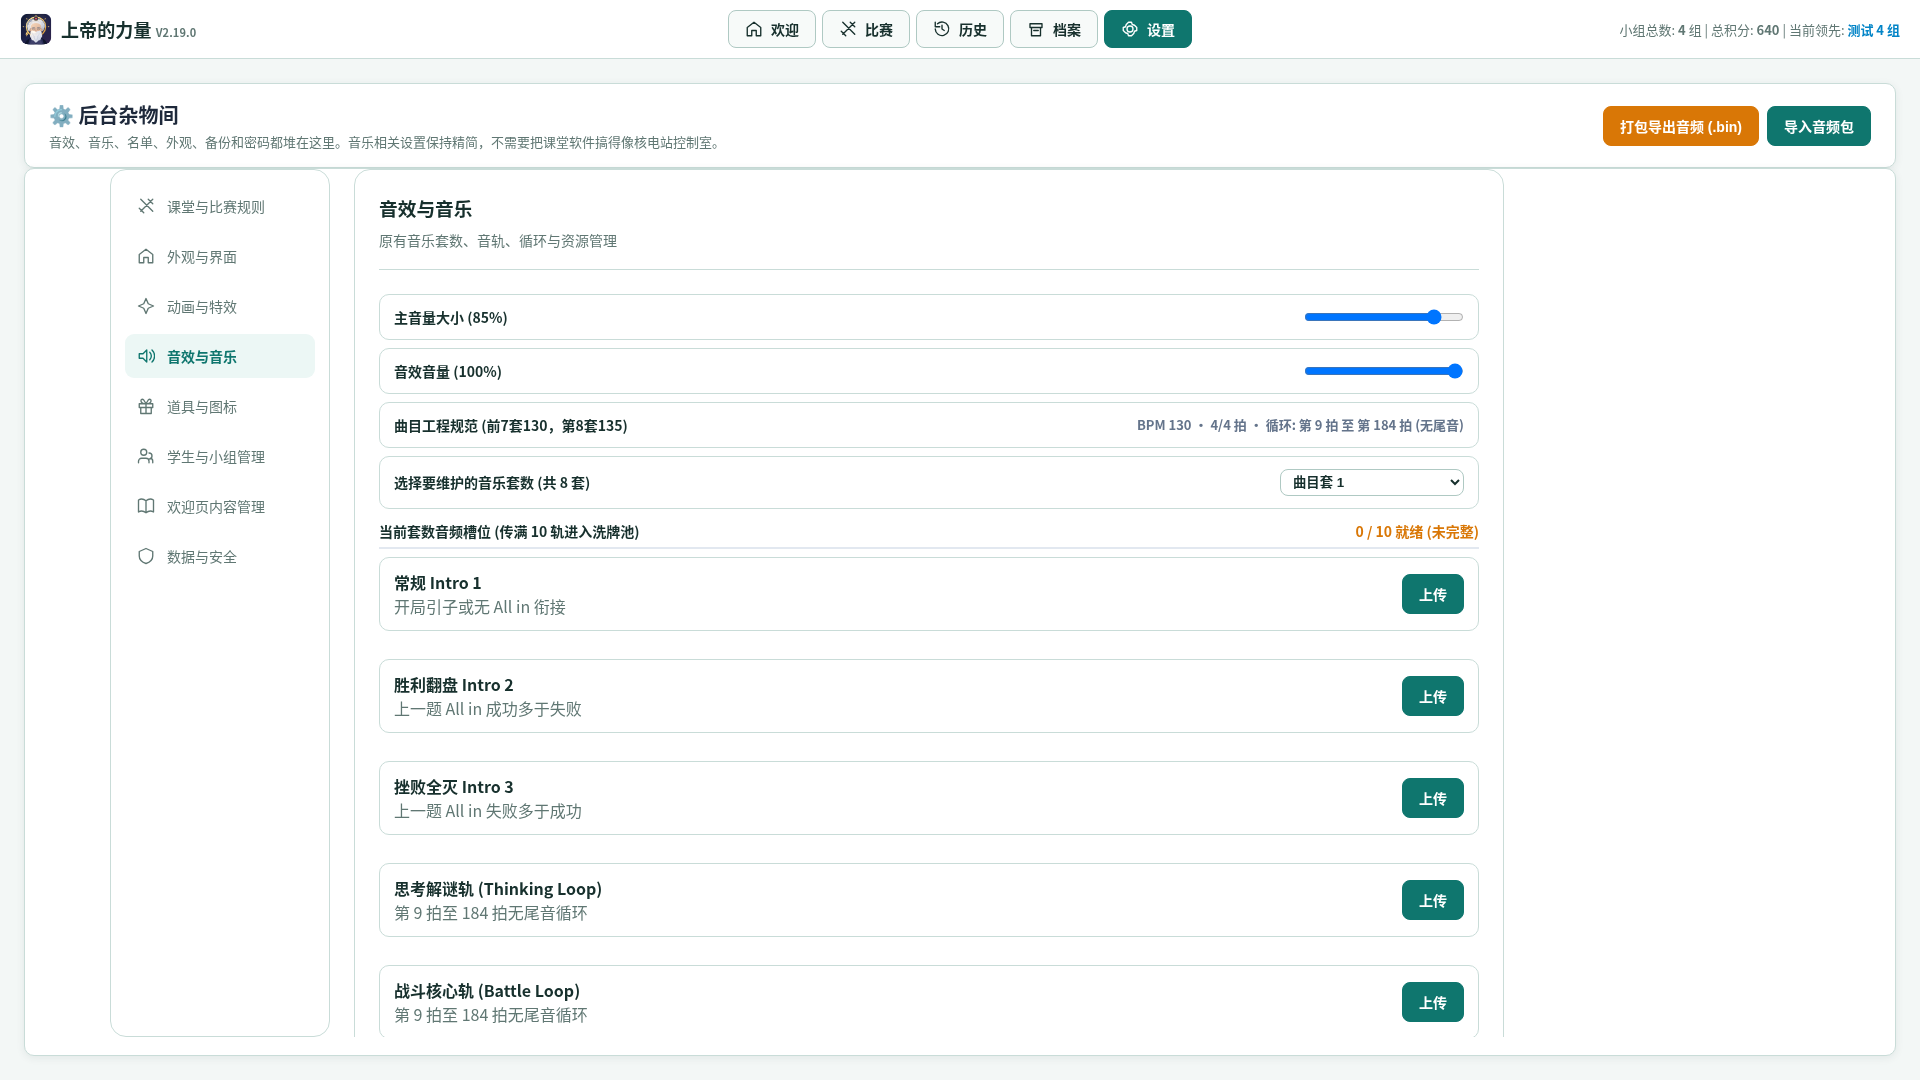 上帝的力量 V2.19.0
欢迎
比赛
历史
档案
设置
小组总数: 4 组 | 总积分: 640 | 当前领先: 测试 4 组
后台杂物间
音效、音乐、名单、外观、备份和密码都堆在这里。音乐相关设置保持精简，不需要把课堂软件搞得像核电站控制室。
打包导出音频 (.bin)
导入音频包
课堂与比赛规则
外观与界面
动画与特效
音效与音乐
道具与图标
学生与小组管理
欢迎页内容管理
数据与安全
音效与音乐
原有音乐套数、音轨、循环与资源管理
主音量大小 (85%)
音效音量 (100%)
曲目工程规范 (前7套130，第8套135)
BPM 130 · 4/4 拍 · 循环: 第 9 拍 至 第 184 拍 (无尾音)
选择要维护的音乐套数 (共 8 套)
曲目套 1
当前套数音频槽位 (传满 10 轨进入洗牌池)
0 / 10 就绪 (未完整)
常规 Intro 1
开局引子或无 All in 衔接
上传
胜利翻盘 Intro 2
上一题 All in 成功多于失败
上传
挫败全灭 Intro 3
上一题 All in 失败多于成功
上传
思考解谜轨 (Thinking Loop)
第 9 拍至 184 拍无尾音循环
上传
战斗核心轨 (Battle Loop)
第 9 拍至 184 拍无尾音循环
上传